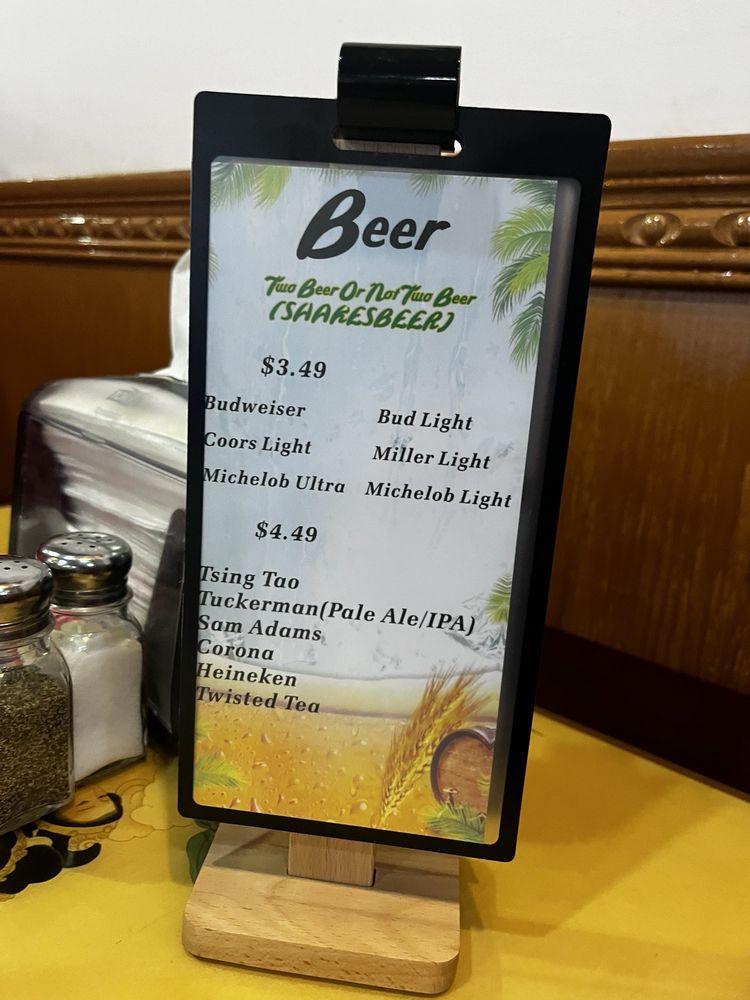 Beer
Two Beer Or Not Two Beer
(SHARESBEER)
$3.49
Budweiser Bud Light
Coors Light Miller Light
Michelob Ultra Michelob Light
$4.49
Tsing Tao
Tuckerman(Pale Ale/IPA)
Sam Adams
Corona
Heineken
Twisted Tea